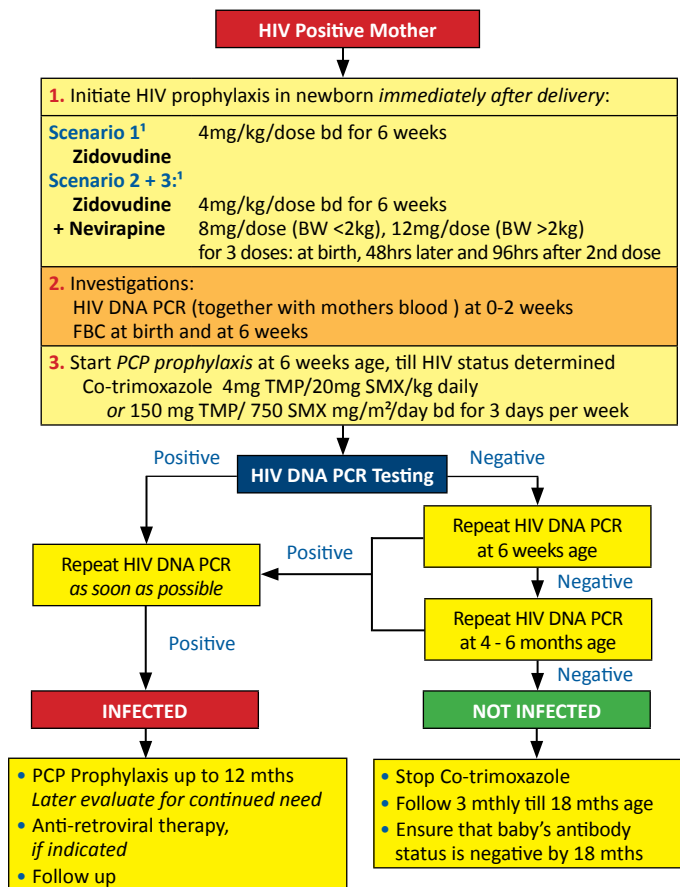 HIV Positive Mother
1. Initiate HIV prophylaxis in newborn immediately after delivery:
Scenario 1¹ 4mg/kg/dose bd for 6 weeks
Zidovudine
Scenario 2 + 3:¹
Zidovudine 4mg/kg/dose bd for 6 weeks
+ Nevirapine 8mg/dose (BW <2kg), 12mg/dose (BW >2kg)
for 3 doses: at birth, 48hrs later and 96hrs after 2nd dose
2. Investigations:
HIV DNA PCR (together with mothers blood ) at 0-2 weeks
FBC at birth and at 6 weeks
3. Start PCP prophylaxis at 6 weeks age, till HIV status determined
Co-trimoxazole 4mg TMP/20mg SMX/kg daily
or 150 mg TMP/ 750 SMX mg/m²/day bd for 3 days per week
Positive
HIV DNA PCR Testing
Negative
Repeat HIV DNA PCR
at 6 weeks age
Positive
Repeat HIV DNA PCR
as soon as possible
Negative
Repeat HIV DNA PCR
at 4 - 6 months age
Positive
Negative
INFECTED
NOT INFECTED
• PCP Prophylaxis up to 12 mths
Later evaluate for continued need
• Anti-retroviral therapy,
if indicated
• Follow up
• Stop Co-trimoxazole
• Follow 3 mthly till 18 mths age
• Ensure that baby's antibody
status is negative by 18 mths